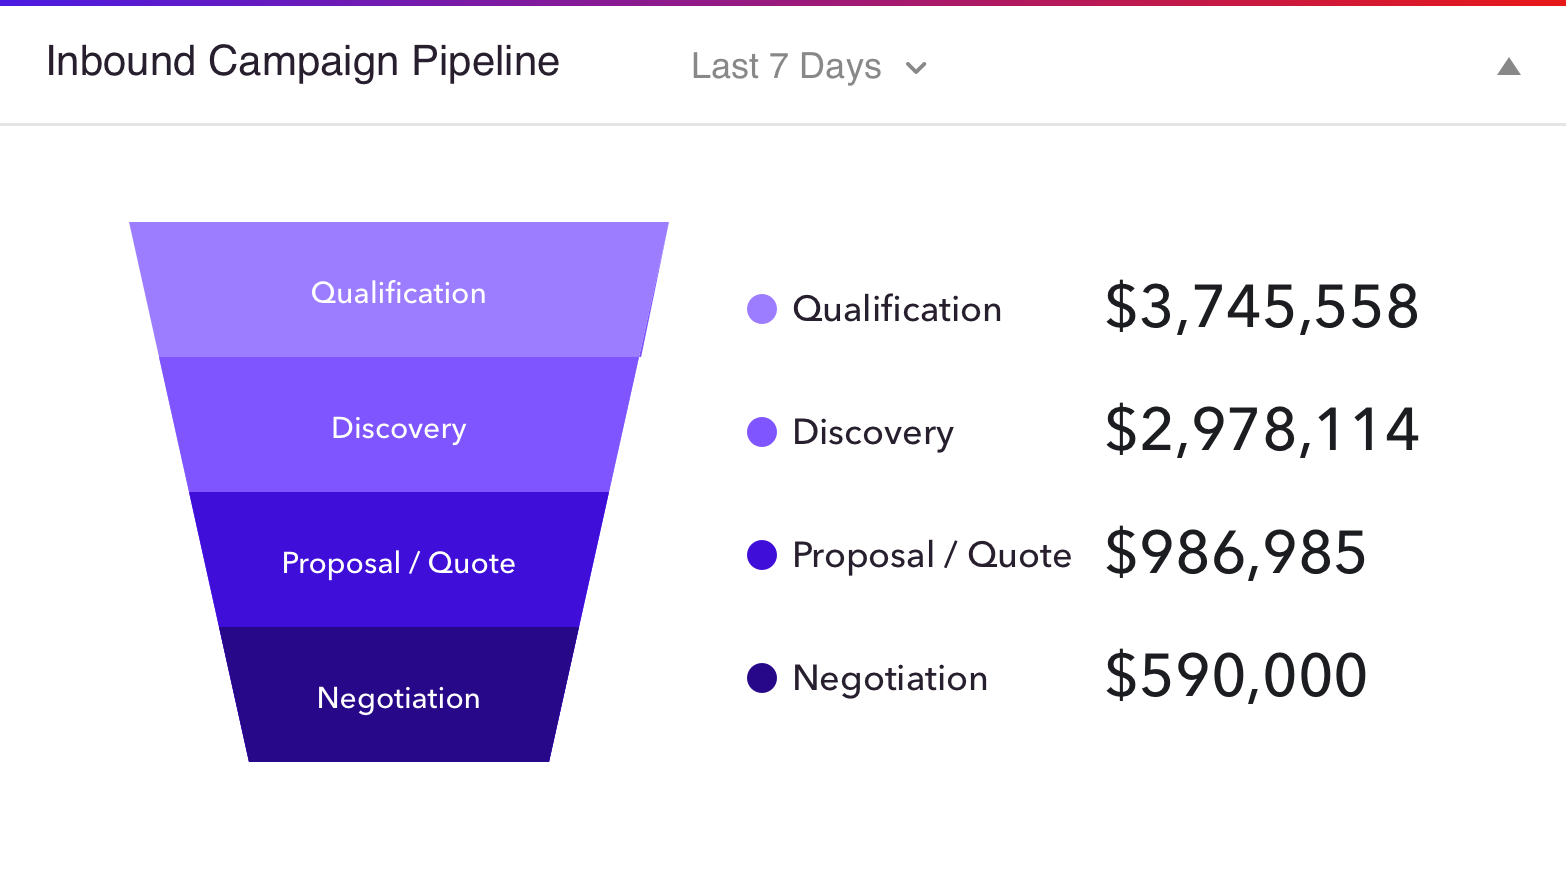 Inbound Campaign Pipeline
Last 7 Days
Qualification
Discovery
Proposal / Quote
Negotiation
Qualification $3,745,558
Discovery $2,978,114
Proposal / Quote $986,985
Negotiation $590,000